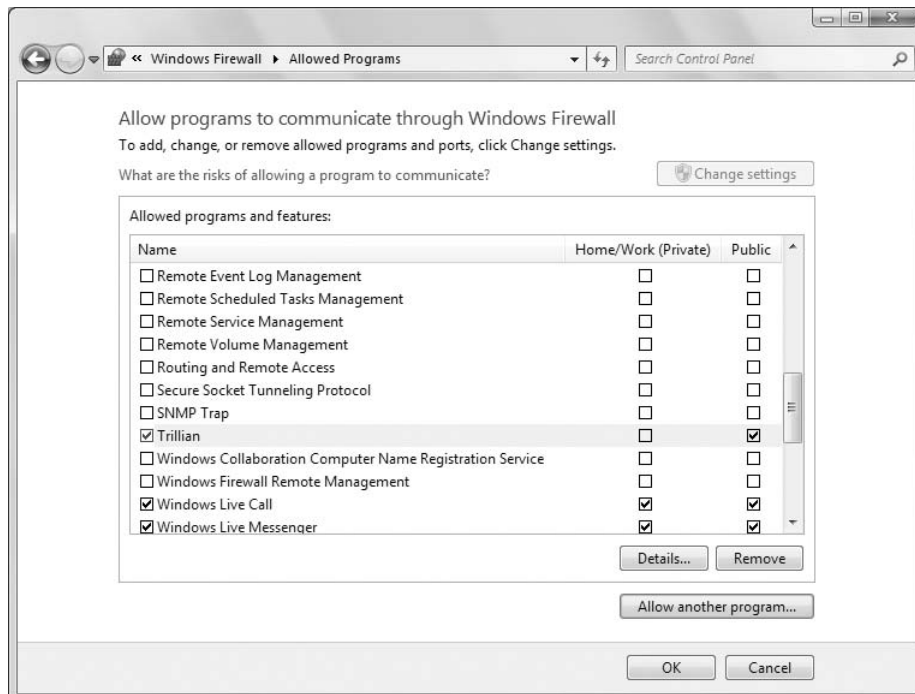 « Windows Firewall ▸ Allowed Programs
Search Control Panel
Allow programs to communicate through Windows Firewall
To add, change, or remove allowed programs and ports, click Change settings.
What are the risks of allowing a program to communicate?
Change settings
Allowed programs and features:
Name Home/Work (Private) Public
Remote Event Log Management
Remote Scheduled Tasks Management
Remote Service Management
Remote Volume Management
Routing and Remote Access
Secure Socket Tunneling Protocol
SNMP Trap
Trillian
Windows Collaboration Computer Name Registration Service
Windows Firewall Remote Management
Windows Live Call
Windows Live Messenger
Details... Remove
Allow another program...
OK Cancel